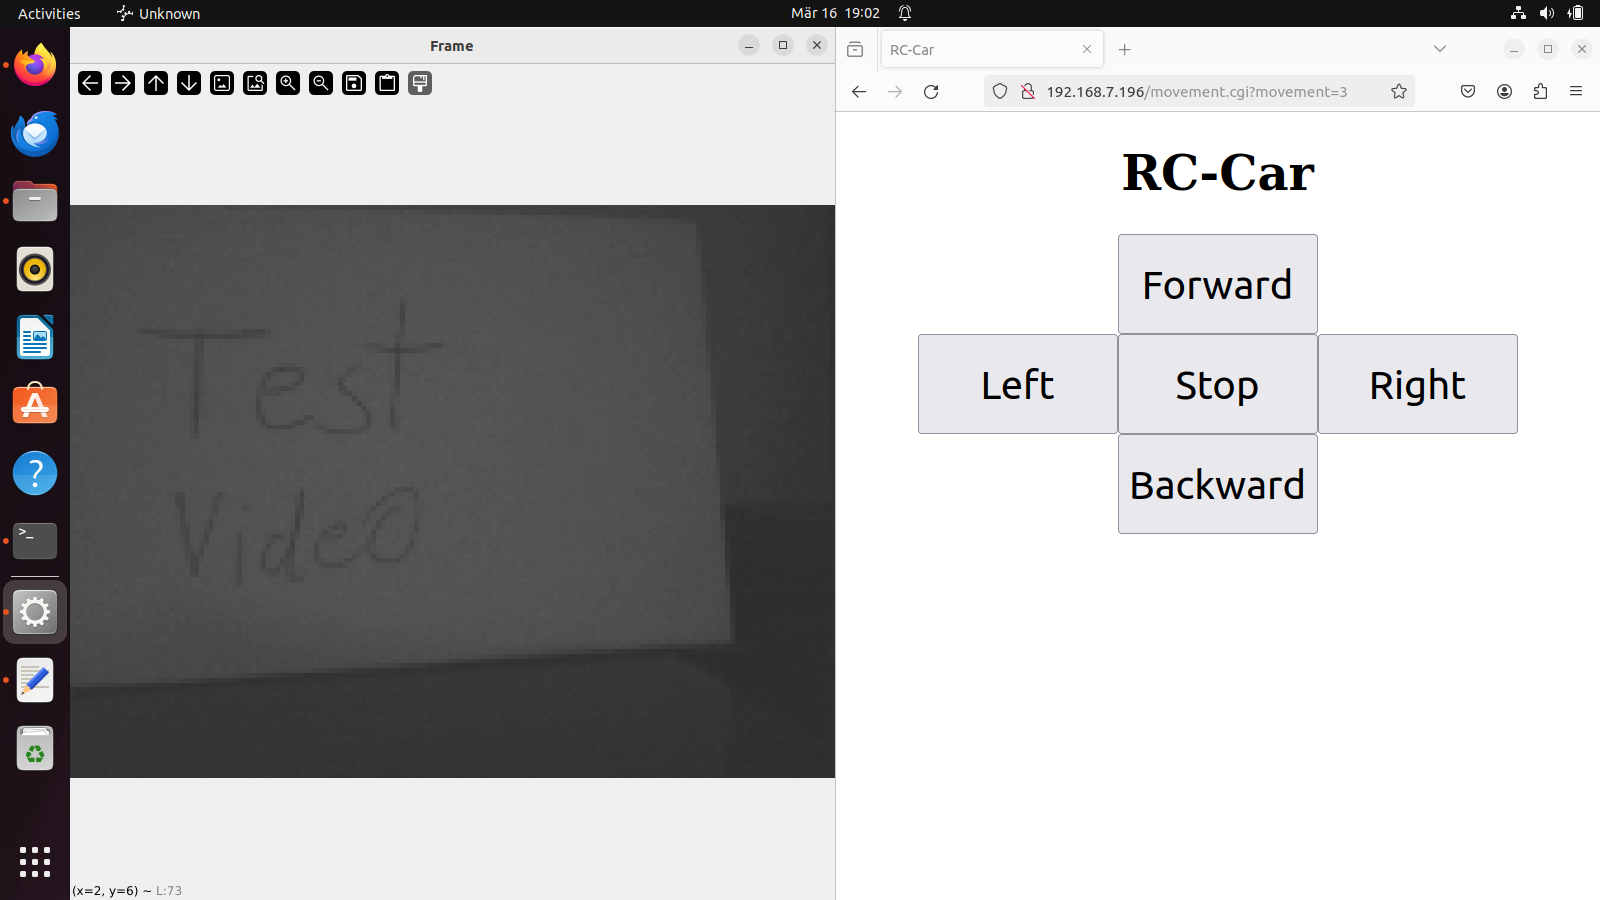 Activities
Unknown
Mär 16 19:02
Frame
Test
Video
(x=2, y=6) ~ L:73
RC-Car
192.168.7.196/movement.cgi?movement=3
RC-Car
Forward
Left
Stop
Right
Backward